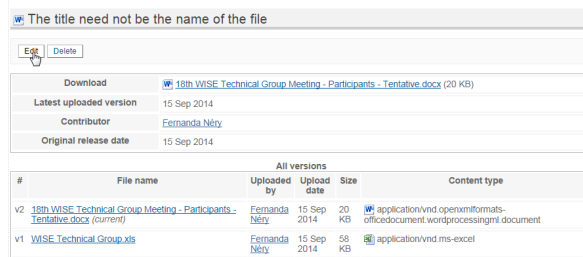 The title need not be the name of the file
Edit Delete
Download 18th WISE Technical Group Meeting - Participants - Tentative.docx (20 KB)
Latest uploaded version 15 Sep 2014
Contributor Fernanda Néry
Original release date 15 Sep 2014
All versions
# File name Uploaded by Upload date Size Content type
v2 18th WISE Technical Group Meeting - Participants - Fernanda 15 Sep 20 application/vnd.openxmlformats-
Tentative.docx (current) Néry 2014 KB officedocument.wordprocessingml.document
v1 WISE Technical Group.xls Fernanda 15 Sep 58 application/vnd.ms-excel
Néry 2014 KB